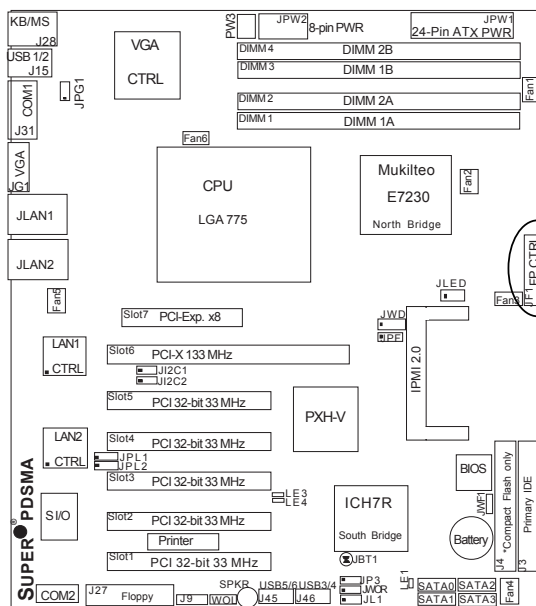 KB/MS
J28
USB 1/2
J15
JPG1
COM1
J31
VGA
JG1
JLAN1
JLAN2
Fan5
VGA
CTRL
PW3
JPW2
8-pin PWR
JPW1
24-Pin ATX PWR
DIMM 4
DIMM 2B
DIMM 3
DIMM 1B
DIMM 2
DIMM 2A
DIMM 1
DIMM 1A
Fan1
Fan6
CPU
LGA 775
Mukilteo
E7230
North Bridge
Fan2
FP CTRL
JF1
Fan3
JLED
JWD
JPF
IPMI 2.0
Slot7
PCI-Exp. x8
LAN1
CTRL
Slot6
PCI-X 133 MHz
JI2C1
JI2C2
Slot5
PCI 32-bit 33 MHz
PXH-V
LAN2
CTRL
Slot4
PCI 32-bit 33 MHz
JPL1
JPL2
Slot3
PCI 32-bit 33 MHz
LE3
LE4
BIOS
JWF1
J4
*Compact Flash only
J3
Primary IDE
S I/O
Slot2
PCI 32-bit 33 MHz
ICH7R
South Bridge
Battery
Printer
Slot1
PCI 32-bit 33 MHz
JBT1
SUPER ® PDSMA
COM2
J27
Floppy
J9
WOL
SPKR
USB5/6
J45
USB3/4
J46
JP3
JWOR
JL1
LE1
SATA0
SATA2
SATA1
SATA3
Fan4